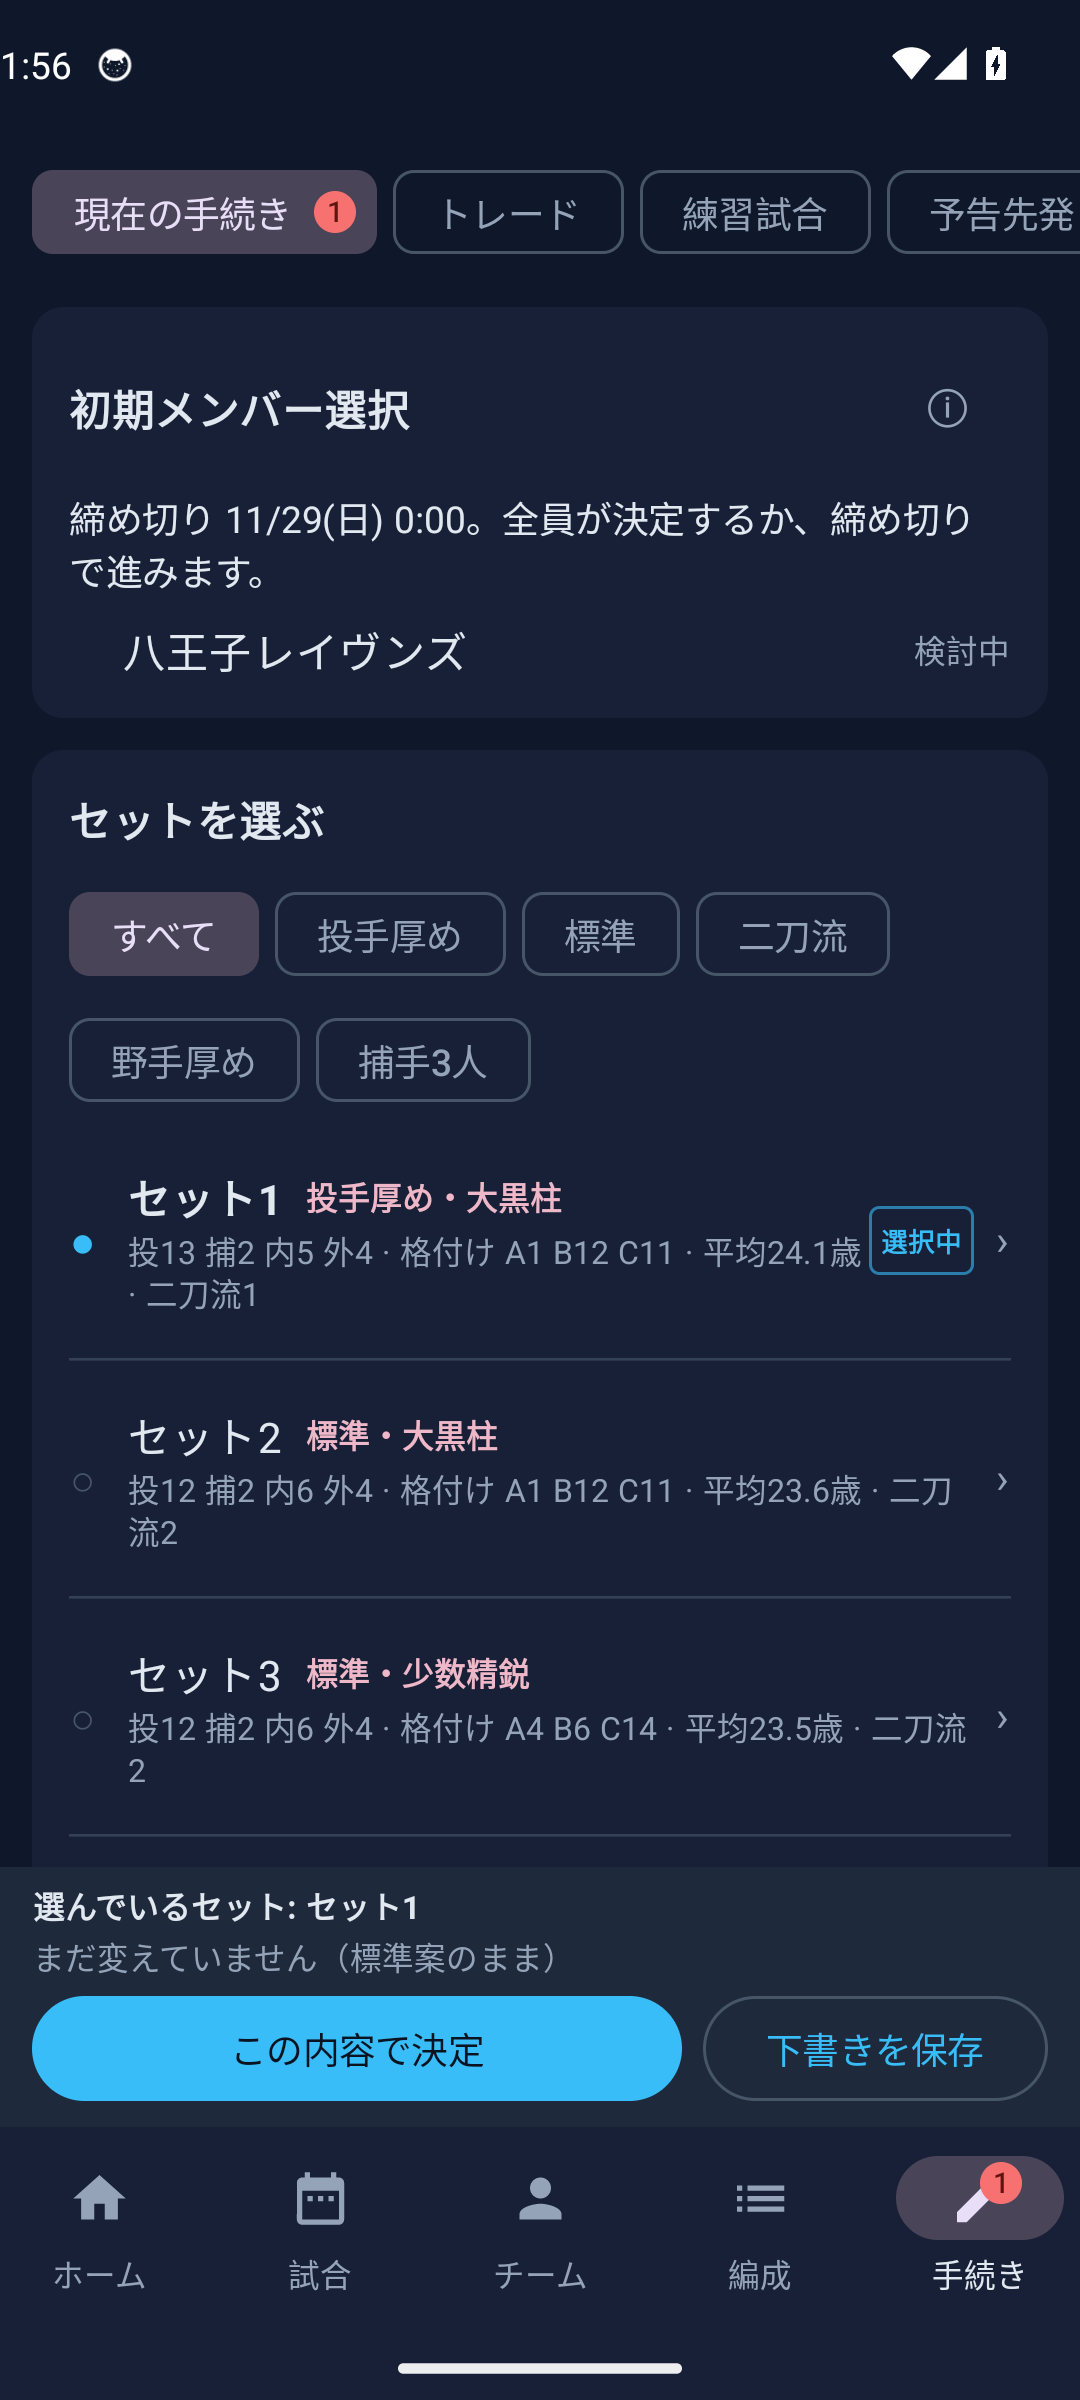 1:56
現在の手続き 1 トレード 練習試合 予告先発
初期メンバー選択
締め切り 11/29(日) 0:00。全員が決定するか、締め切り
で進みます。
八王子レイヴンズ 検討中
セットを選ぶ
すべて 投手厚め 標準 二刀流
野手厚め 捕手3人
セット1 投手厚め・大黒柱
投13 捕2 内5 外4 · 格付け A1 B12 C11 · 平均24.1歳
· 二刀流1
選択中 ›
セット2 標準・大黒柱
投12 捕2 内6 外4 · 格付け A1 B12 C11 · 平均23.6歳 · 二刀
流2
›
セット3 標準・少数精鋭
投12 捕2 内6 外4 · 格付け A4 B6 C14 · 平均23.5歳 · 二刀流
2
›
選んでいるセット: セット1
まだ変えていません（標準案のまま）
この内容で決定 下書きを保存
1
ホーム 試合 チーム 編成 手続き